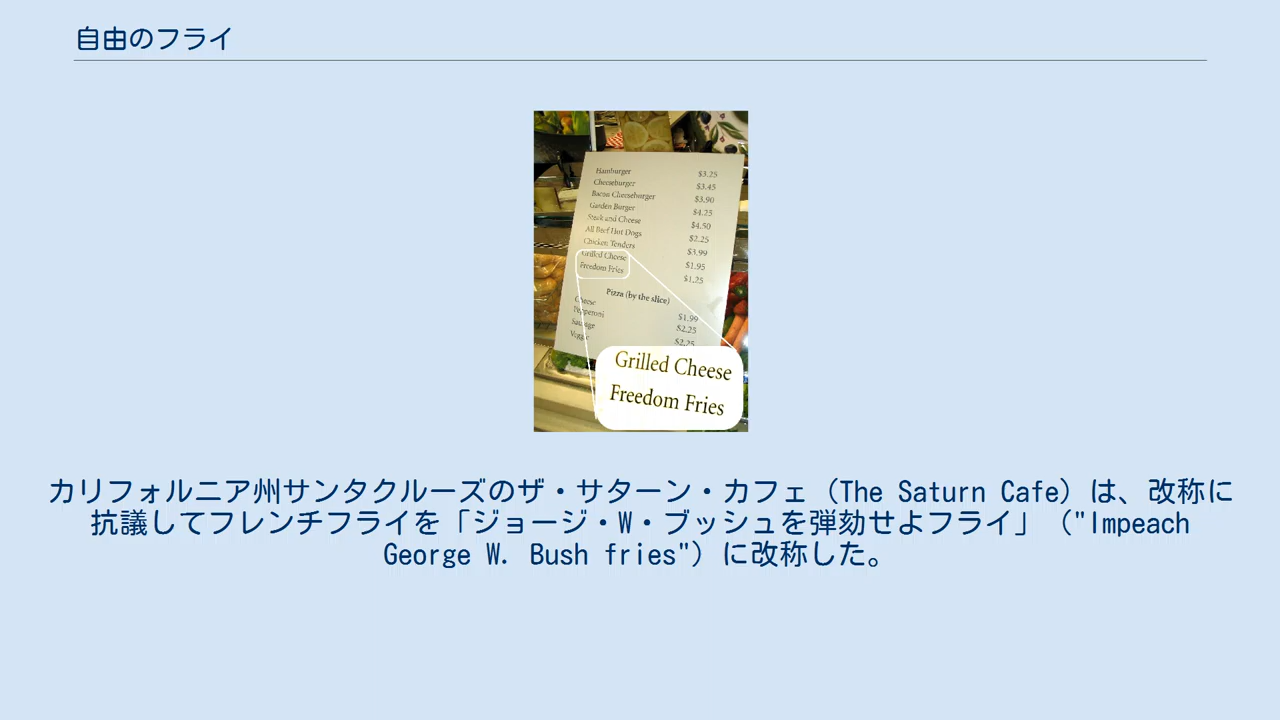 自由のフライ
Hamburger $3.25
Cheeseburger $3.45
Bacon Cheeseburger $3.90
Garden Burger $4.25
Steak and Cheese $4.50
All Beef Hot Dogs $2.25
Chicken Tenders $3.99
Grilled Cheese $1.95
Freedom Fries $1.25
Pizza (by the slice)
Cheese $1.99
Pepperoni $2.25
Sausage $2.25
Veggie
Grilled Cheese
Freedom Fries
カリフォルニア州サンタクルーズのザ・サターン・カフェ（The Saturn Cafe）は、改称に
抗議してフレンチフライを「ジョージ・W・ブッシュを弾劾せよフライ」（"Impeach
George W. Bush fries"）に改称した。